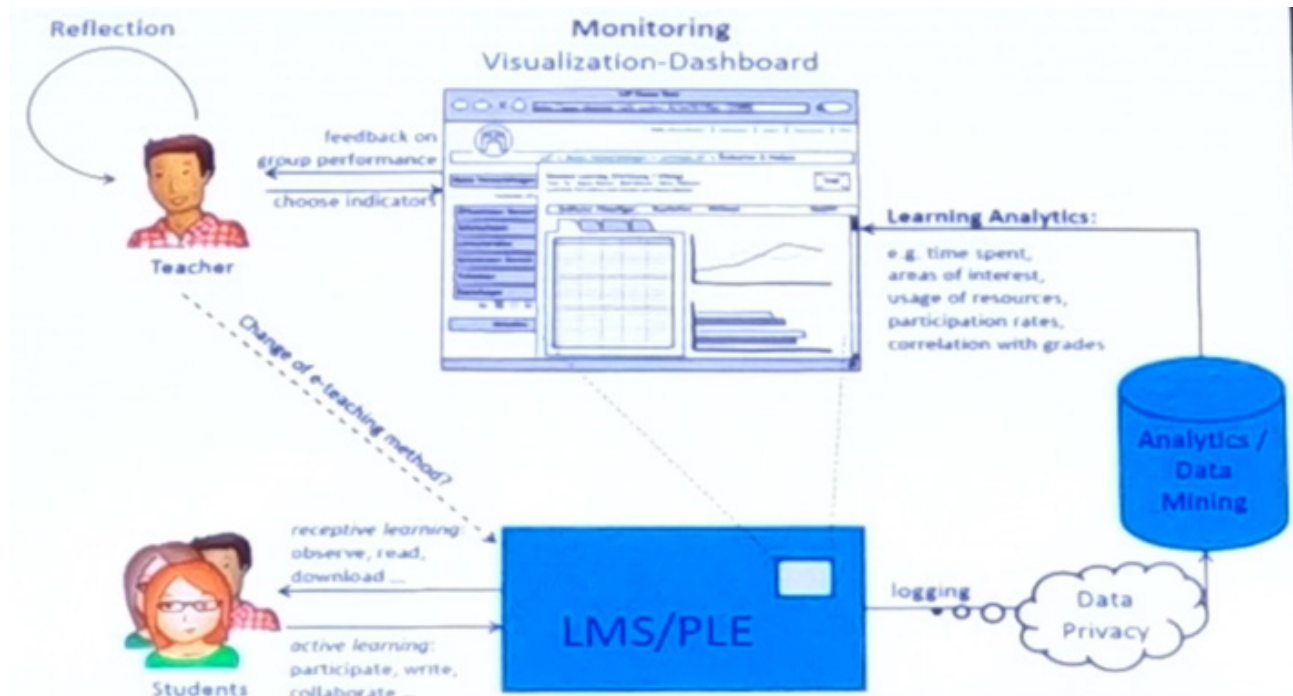 Reflection
Monitoring
Visualization-Dashboard
feedback on
group performance
choose indicators
Teacher
Learning Analytics:
e.g. time spent,
areas of interest,
usage of resources,
participation rates,
correlation with grades
Change of e-teaching method?
Analytics /
Data
Mining
receptive learning:
observe, read,
download ...
LMS/PLE
logging
Data
Privacy
active learning:
participate, write,
collaborate ...
Students